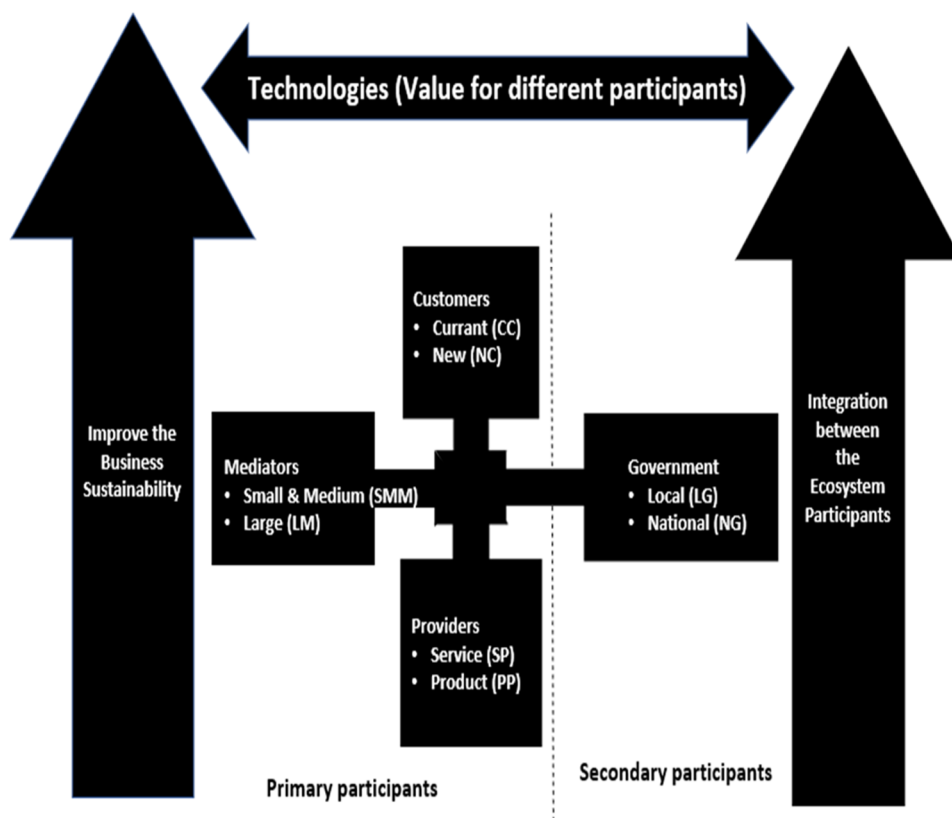 Technologies (Value for different participants)
Customers
• Currant (CC)
• New (NC)
Improve the
Business
Sustainability
Mediators
• Small & Medium (SMM)
• Large (LM)
Government
• Local (LG)
• National (NG)
Integration
between
the
Ecosystem
Participants
Providers
• Service (SP)
• Product (PP)
Primary participants
Secondary participants